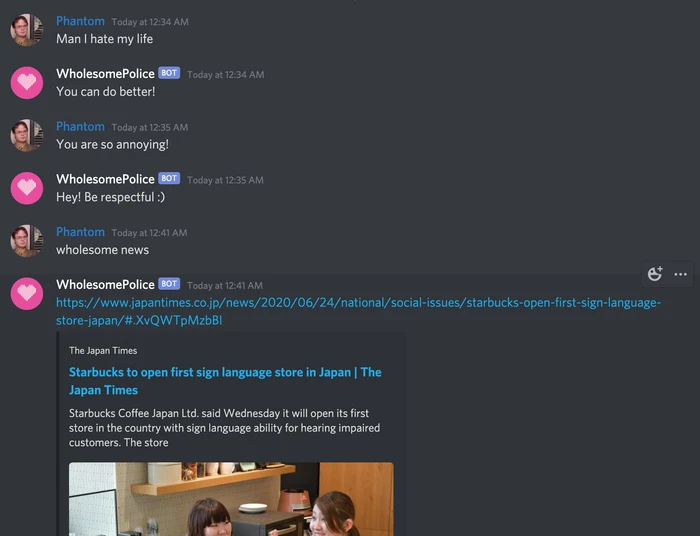 Phantom Today at 12:34 AM
Man I hate my life
WholesomePolice BOT Today at 12:34 AM
You can do better!
Phantom Today at 12:35 AM
You are so annoying!
WholesomePolice BOT Today at 12:35 AM
Hey! Be respectful :)
Phantom Today at 12:41 AM
wholesome news
WholesomePolice BOT Today at 12:41 AM
https://www.japantimes.co.jp/news/2020/06/24/national/social-issues/starbucks-open-first-sign-language-
store-japan/#.XvQWTpMzbBI
The Japan Times
Starbucks to open first sign language store in Japan | The
Japan Times
Starbucks Coffee Japan Ltd. said Wednesday it will open its first
store in the country with sign language ability for hearing impaired
customers. The store